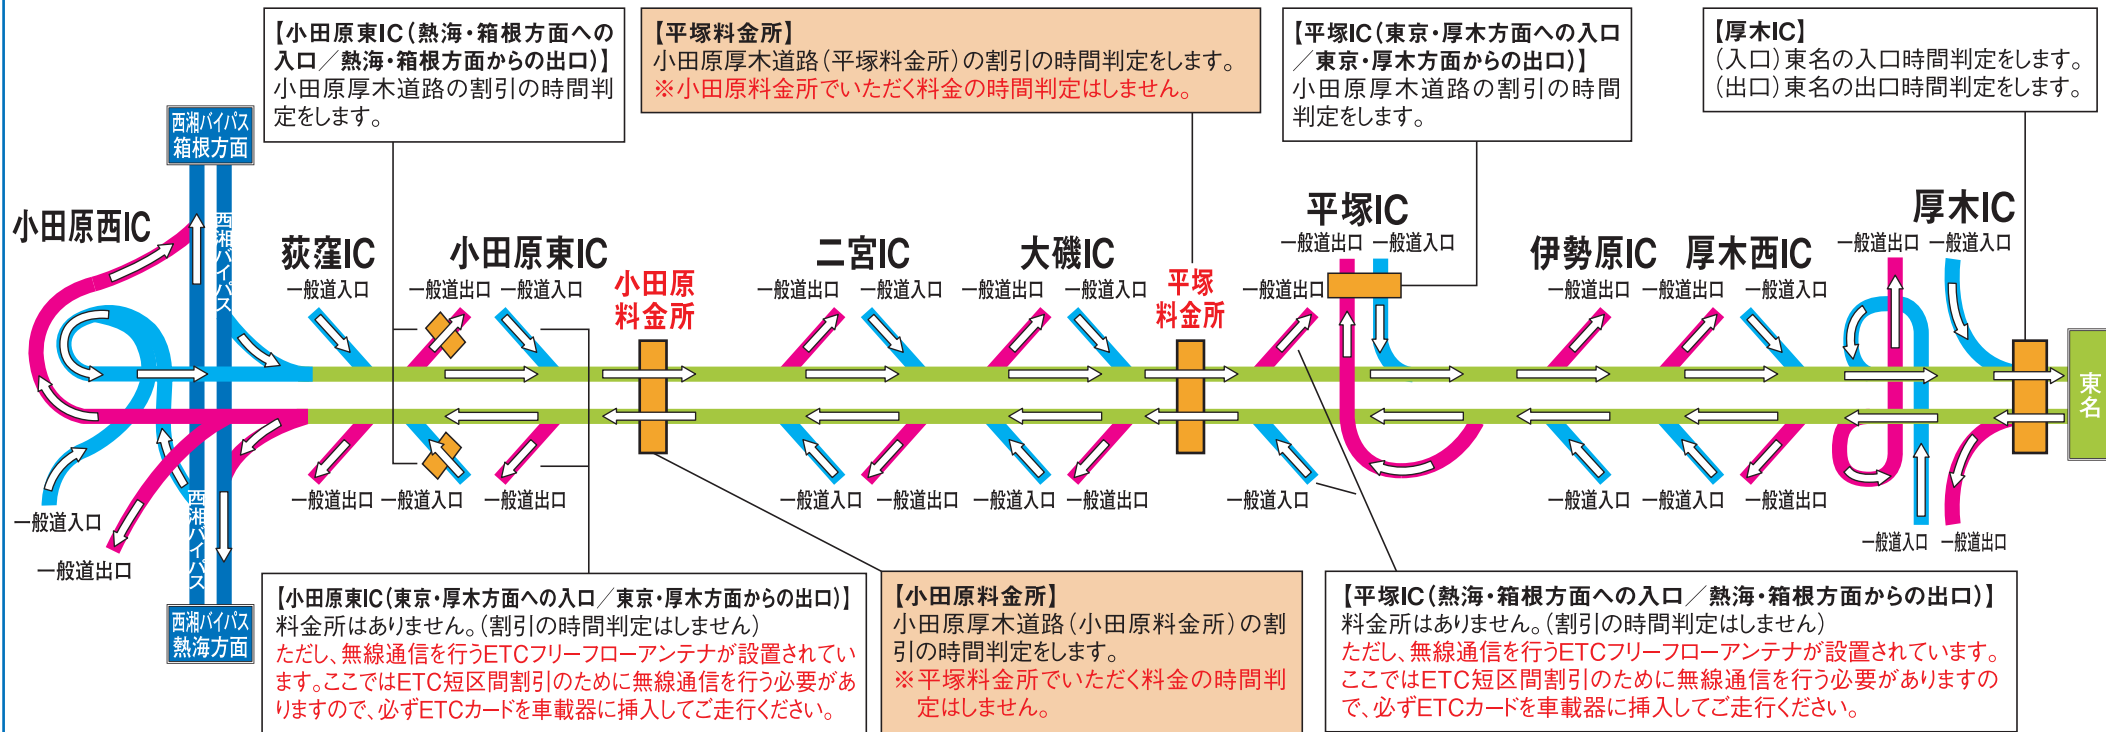 【小田原東IC(熱海・箱根方面への
入口／熱海・箱根方面からの出口)】
小田原厚木道路の割引の時間判
定をします。
【平塚料金所】
小田原厚木道路(平塚料金所)の割引の時間判定をします。
※小田原料金所でいただく料金の時間判定はしません。
【平塚IC(東京・厚木方面への入口
／東京・厚木方面からの出口)】
小田原厚木道路の割引の時間
判定をします。
【厚木IC】
(入口)東名の入口時間判定をします。
(出口)東名の出口時間判定をします。
西湘バイパス
箱根方面
小田原西IC
西湘バイパス
荻窪IC
一般道入口
小田原東IC
一般道出口
一般道入口
小田原
料金所
二宮IC
一般道出口
一般道入口
大磯IC
一般道出口
一般道入口
平塚
料金所
平塚IC
一般道出口
一般道入口
一般道出口
伊勢原IC
一般道出口
厚木西IC
一般道出口
一般道入口
厚木IC
一般道出口
一般道入口
東名
一般道入口
一般道出口
西湘バイパス
一般道出口
一般道入口
一般道出口
一般道入口
一般道出口
一般道入口
一般道出口
一般道入口
一般道入口
一般道入口
一般道出口
一般道入口
一般道出口
西湘バイパス
熱海方面
【小田原東IC(東京・厚木方面への入口／東京・厚木方面からの出口)】
料金所はありません。(割引の時間判定はしません)
ただし、無線通信を行うETCフリーフローアンテナが設置されてい
ます。ここではETC短区間割引のために無線通信を行う必要があ
りますので、必ずETCカードを車載器に挿入してご走行ください。
【小田原料金所】
小田原厚木道路(小田原料金所)の割
引の時間判定をします。
※平塚料金所でいただく料金の時間判
定はしません。
【平塚IC(熱海・箱根方面への入口／熱海・箱根方面からの出口)】
料金所はありません。(割引の時間判定はしません)
ただし、無線通信を行うETCフリーフローアンテナが設置されています。
ここではETC短区間割引のために無線通信を行う必要がありますの
で、必ずETCカードを車載器に挿入してご走行ください。